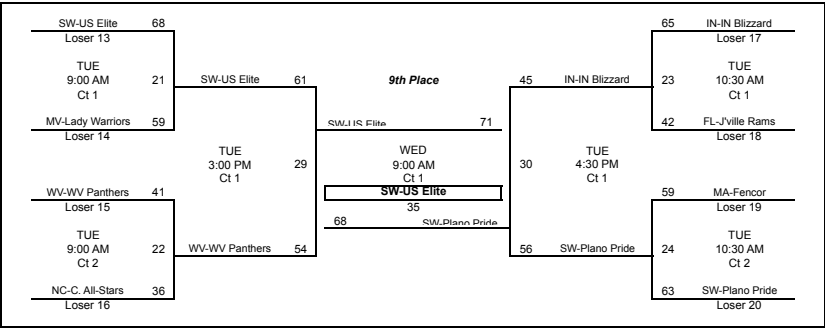 SW-US Elite 68 65 IN-IN Blizzard
Loser 13 Loser 17
TUE TUE
9:00 AM 21 SW-US Elite 61 9th Place 45 IN-IN Blizzard 23 10:30 AM
Ct 1 Ct 1
MV-Lady Warriors 59 SW-US Elite 71 42 FL-J'ville Rams
Loser 14 Loser 18
TUE WED TUE
3:00 PM 29 9:00 AM 30 4:30 PM
Ct 1 Ct 1 Ct 1
WV-WV Panthers 41 SW-US Elite 59 MA-Fencor
Loser 15 35 Loser 19
68 SW-Plano Pride
TUE TUE
9:00 AM 22 WV-WV Panthers 54 56 SW-Plano Pride 24 10:30 AM
Ct 2 Ct 2
NC-C. All-Stars 36 63 SW-Plano Pride
Loser 16 Loser 20